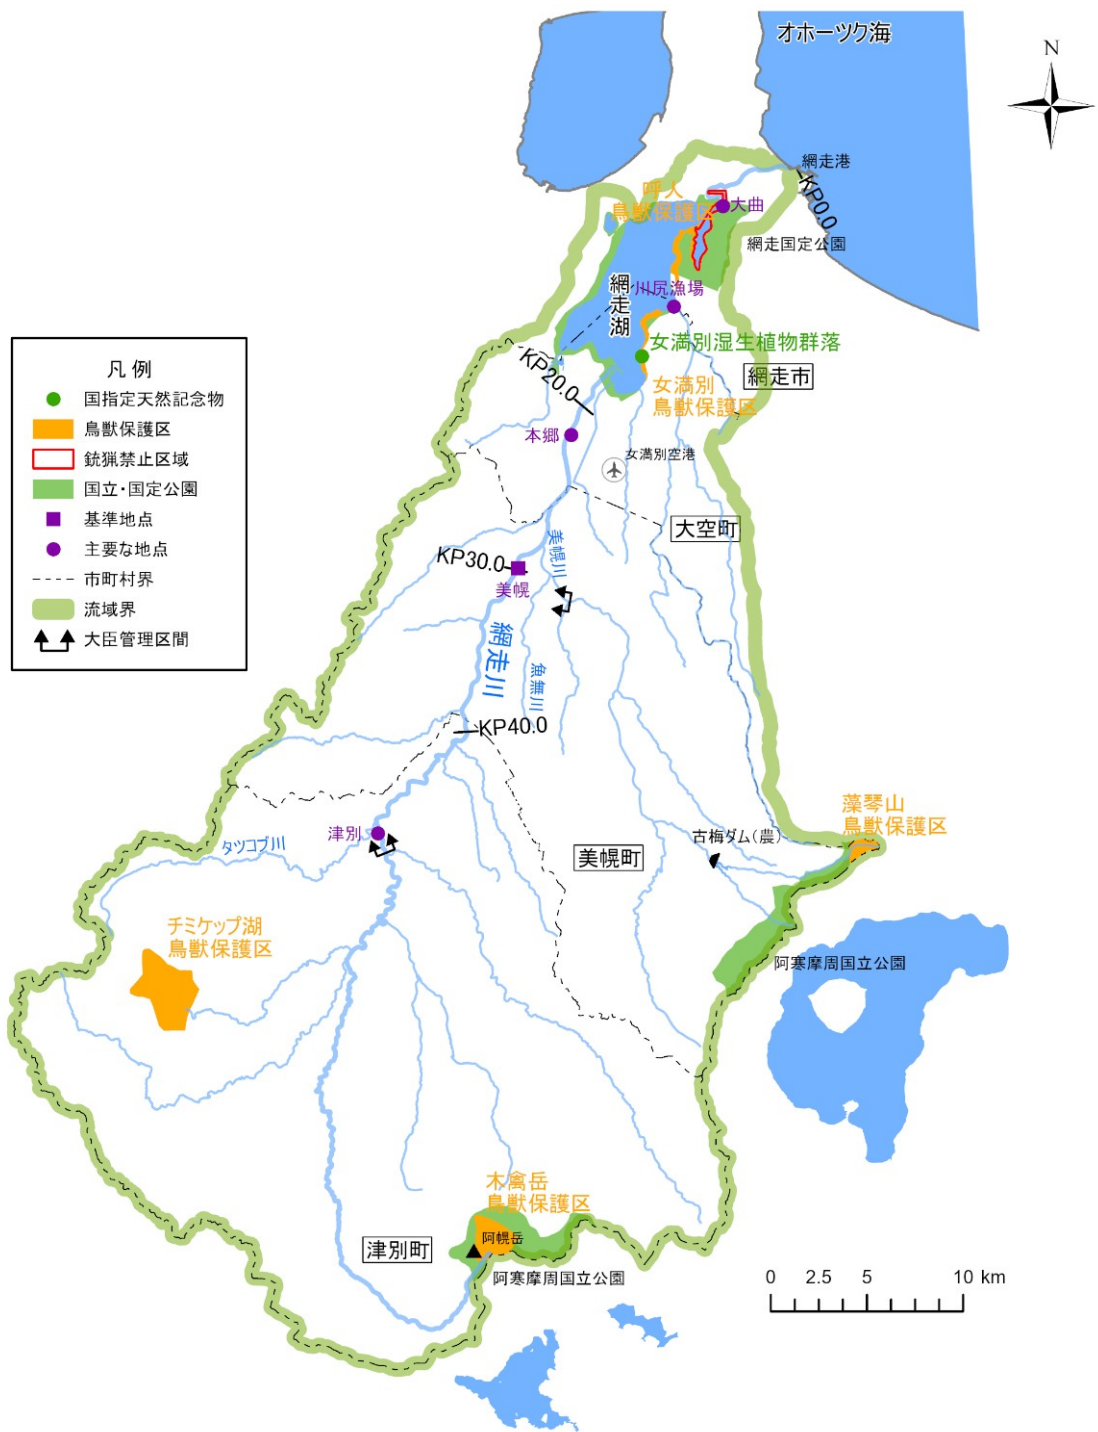 オホーツク海
N
網走港
KP0.0
呼人
鳥獣保護区
大曲
網走国定公園
網走湖
川尻漁場
女満別湿生植物群落
網走市
女満別
鳥獣保護区
KP20.0
本郷
女満別空港
大空町
凡例
国指定天然記念物
鳥獣保護区
銃猟禁止区域
国立・国定公園
基準地点
主要な地点
市町村界
流域界
大臣管理区間
美幌川
KP30.0
美幌
網走川
魚無川
KP40.0
津別
タツコブ川
美幌町
古梅ダム(農)
藻琴山
鳥獣保護区
チミケップ湖
鳥獣保護区
阿寒摩周国立公園
木禽岳
鳥獣保護区
阿幌岳
津別町
阿寒摩周国立公園
0 2.5 5 10 km